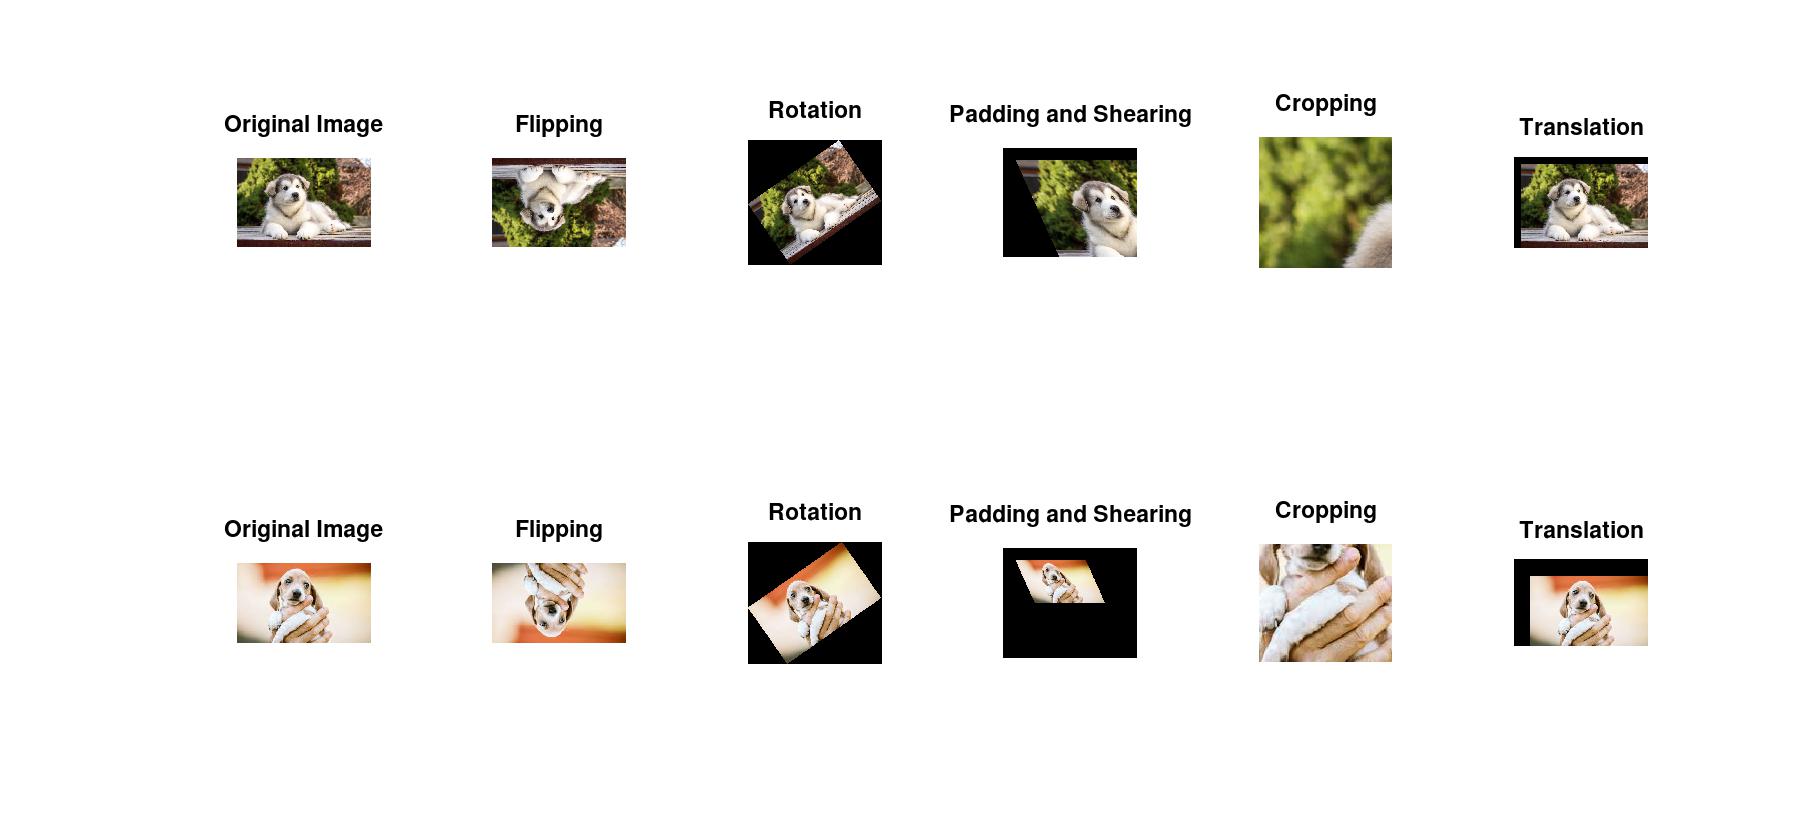 Original Image
Flipping
Rotation
Padding and Shearing
Cropping
Translation
Original Image
Flipping
Rotation
Padding and Shearing
Cropping
Translation